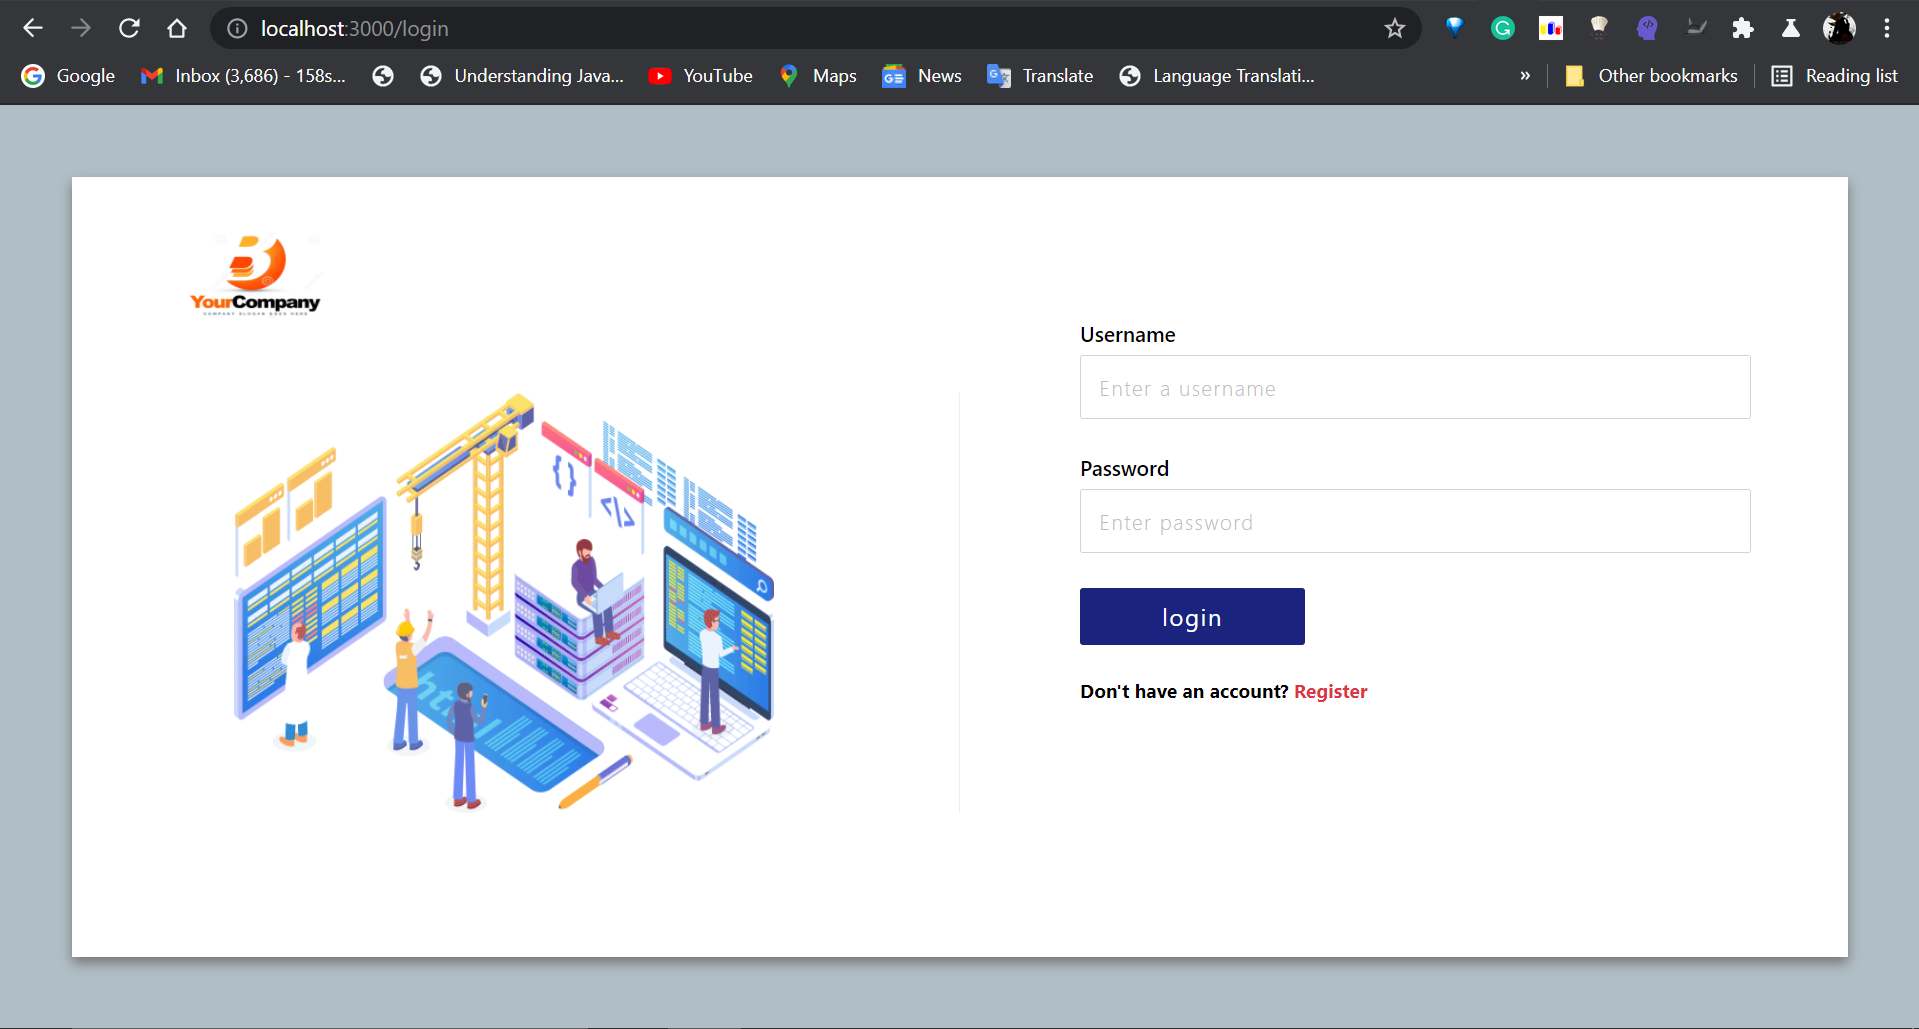 localhost:3000/login
Google
Inbox (3,686) - 158s...
Understanding Java...
YouTube
Maps
News
Translate
Language Translati...
»
Other bookmarks
Reading list
B
YourCompany
COMPANY SLOGAN GOES HERE
Username
Enter a username
{}
</>
Password
Enter password
login
html
Don't have an account? Register